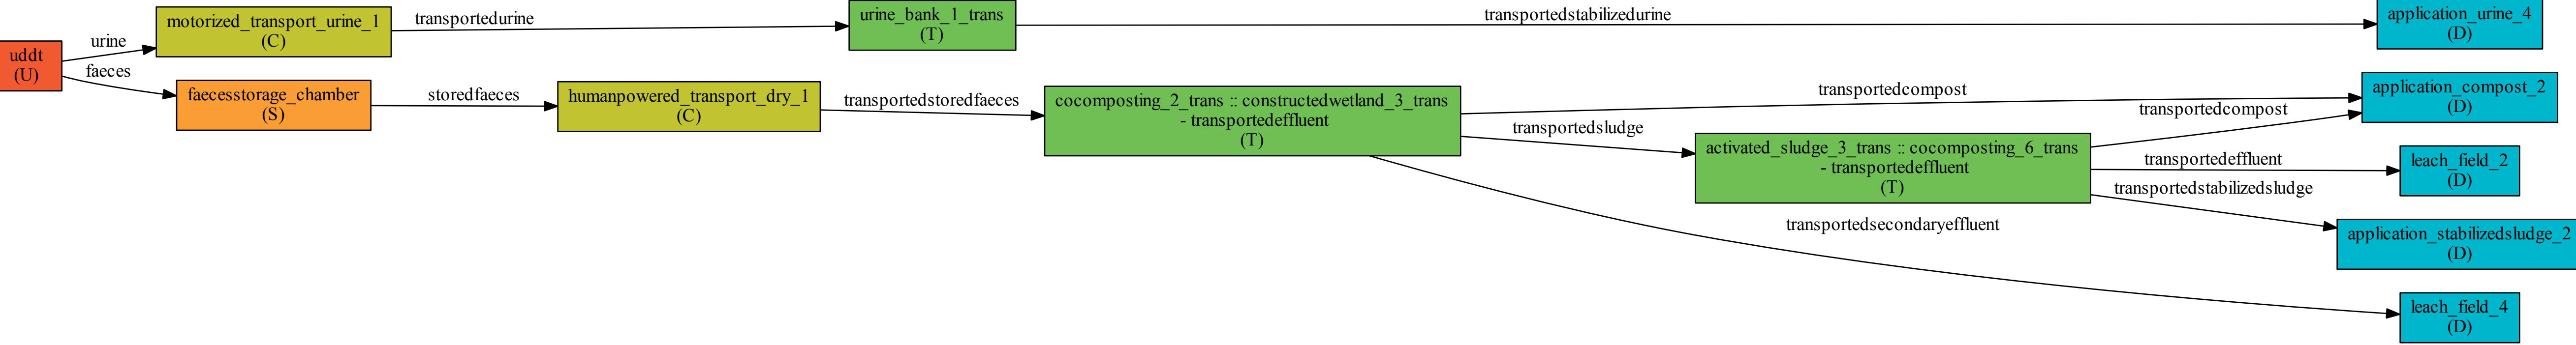 uddt
(U)
urine
faeces
motorized_transport_urine_1
(C)
transportedurine
urine_bank_1_trans
(T)
transportedstabilizedurine
application_urine_4
(D)
faecesstorage_chamber
(S)
storedfaeces
humanpowered_transport_dry_1
(C)
transportedstoredfaeces
cocomposting_2_trans :: constructedwetland_3_trans
- transportedeffluent
(T)
transportedcompost
transportedsludge
transportedsecondaryeffluent
activated_sludge_3_trans :: cocomposting_6_trans
- transportedeffluent
(T)
transportedcompost
transportedeffluent
transportedstabilizedsludge
application_compost_2
(D)
leach_field_2
(D)
application_stabilizedsludge_2
(D)
leach_field_4
(D)